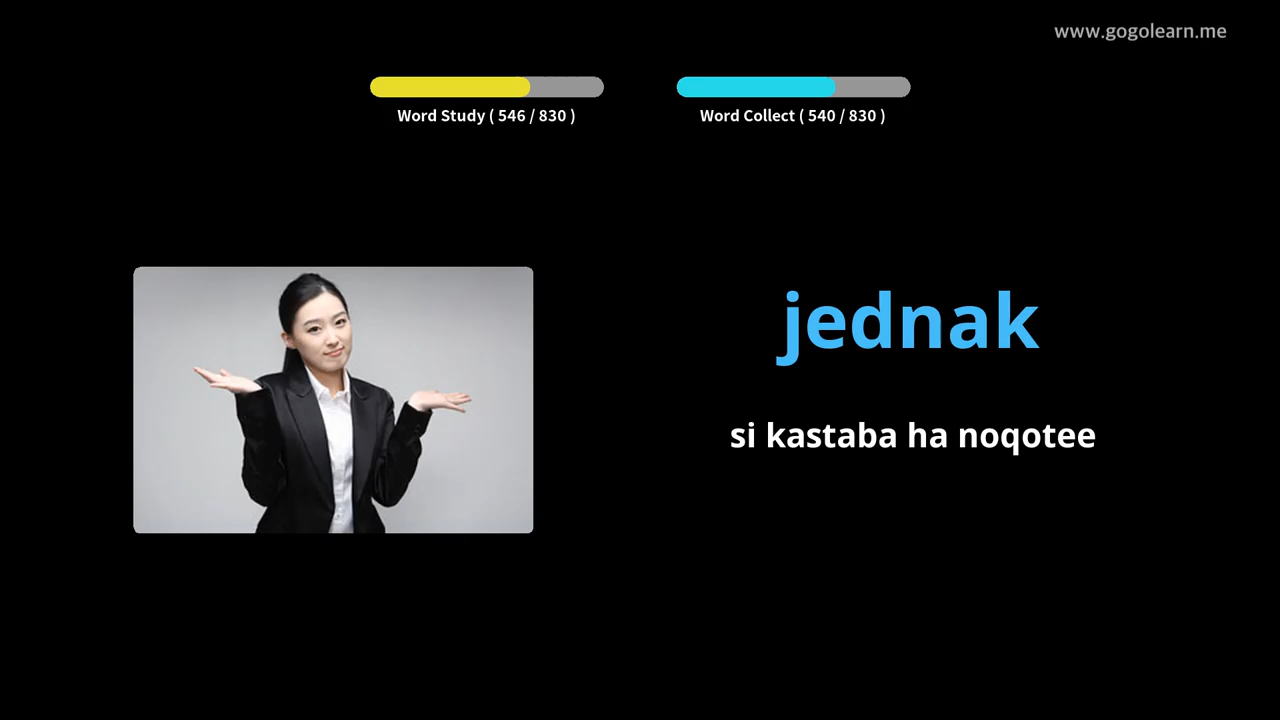 www.gogolearn.me
Word Study ( 546 / 830 )
Word Collect ( 540 / 830 )
jednak
si kastaba ha noqotee